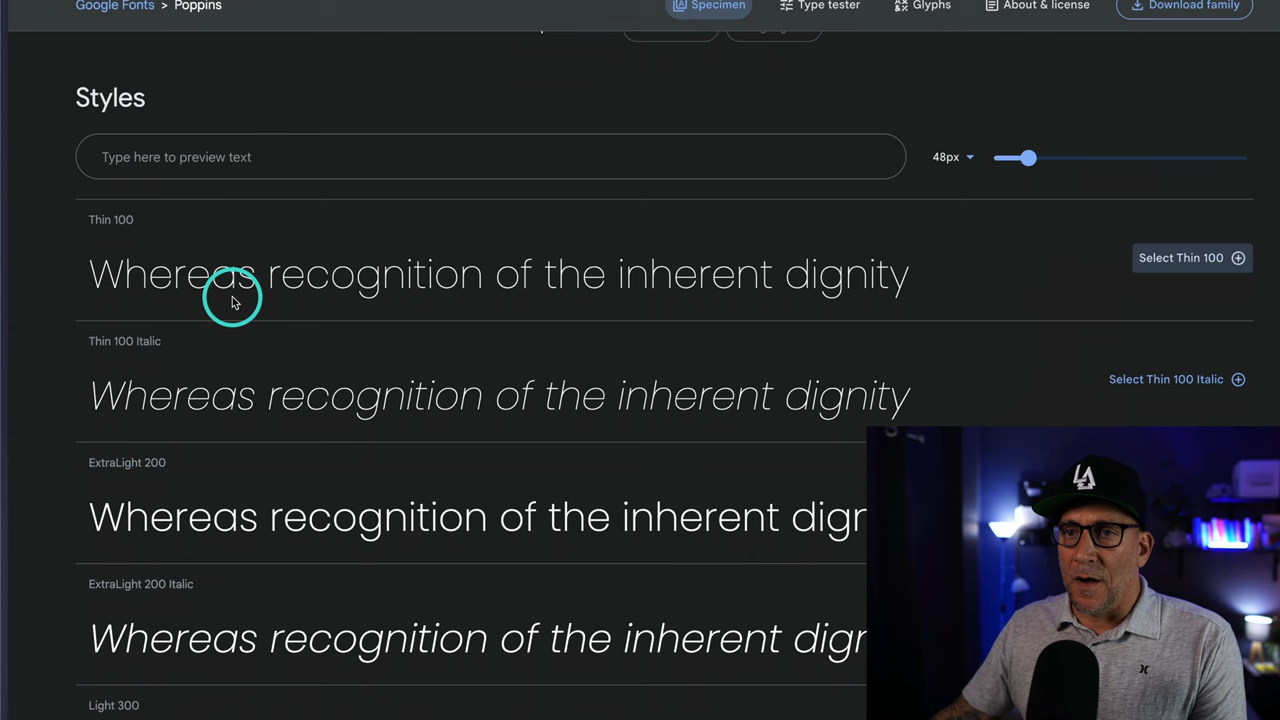 Google Fonts > Poppins
Specimen
Type tester
Glyphs
About & license
Download family
Styles
Type here to preview text
48px
Thin 100
Whereas recognition of the inherent dignity
Select Thin 100
Thin 100 Italic
Whereas recognition of the inherent dignity
Select Thin 100 Italic
ExtraLight 200
Whereas recognition of the inherent dign
ExtraLight 200 Italic
Whereas recognition of the inherent dign
Light 300
LA